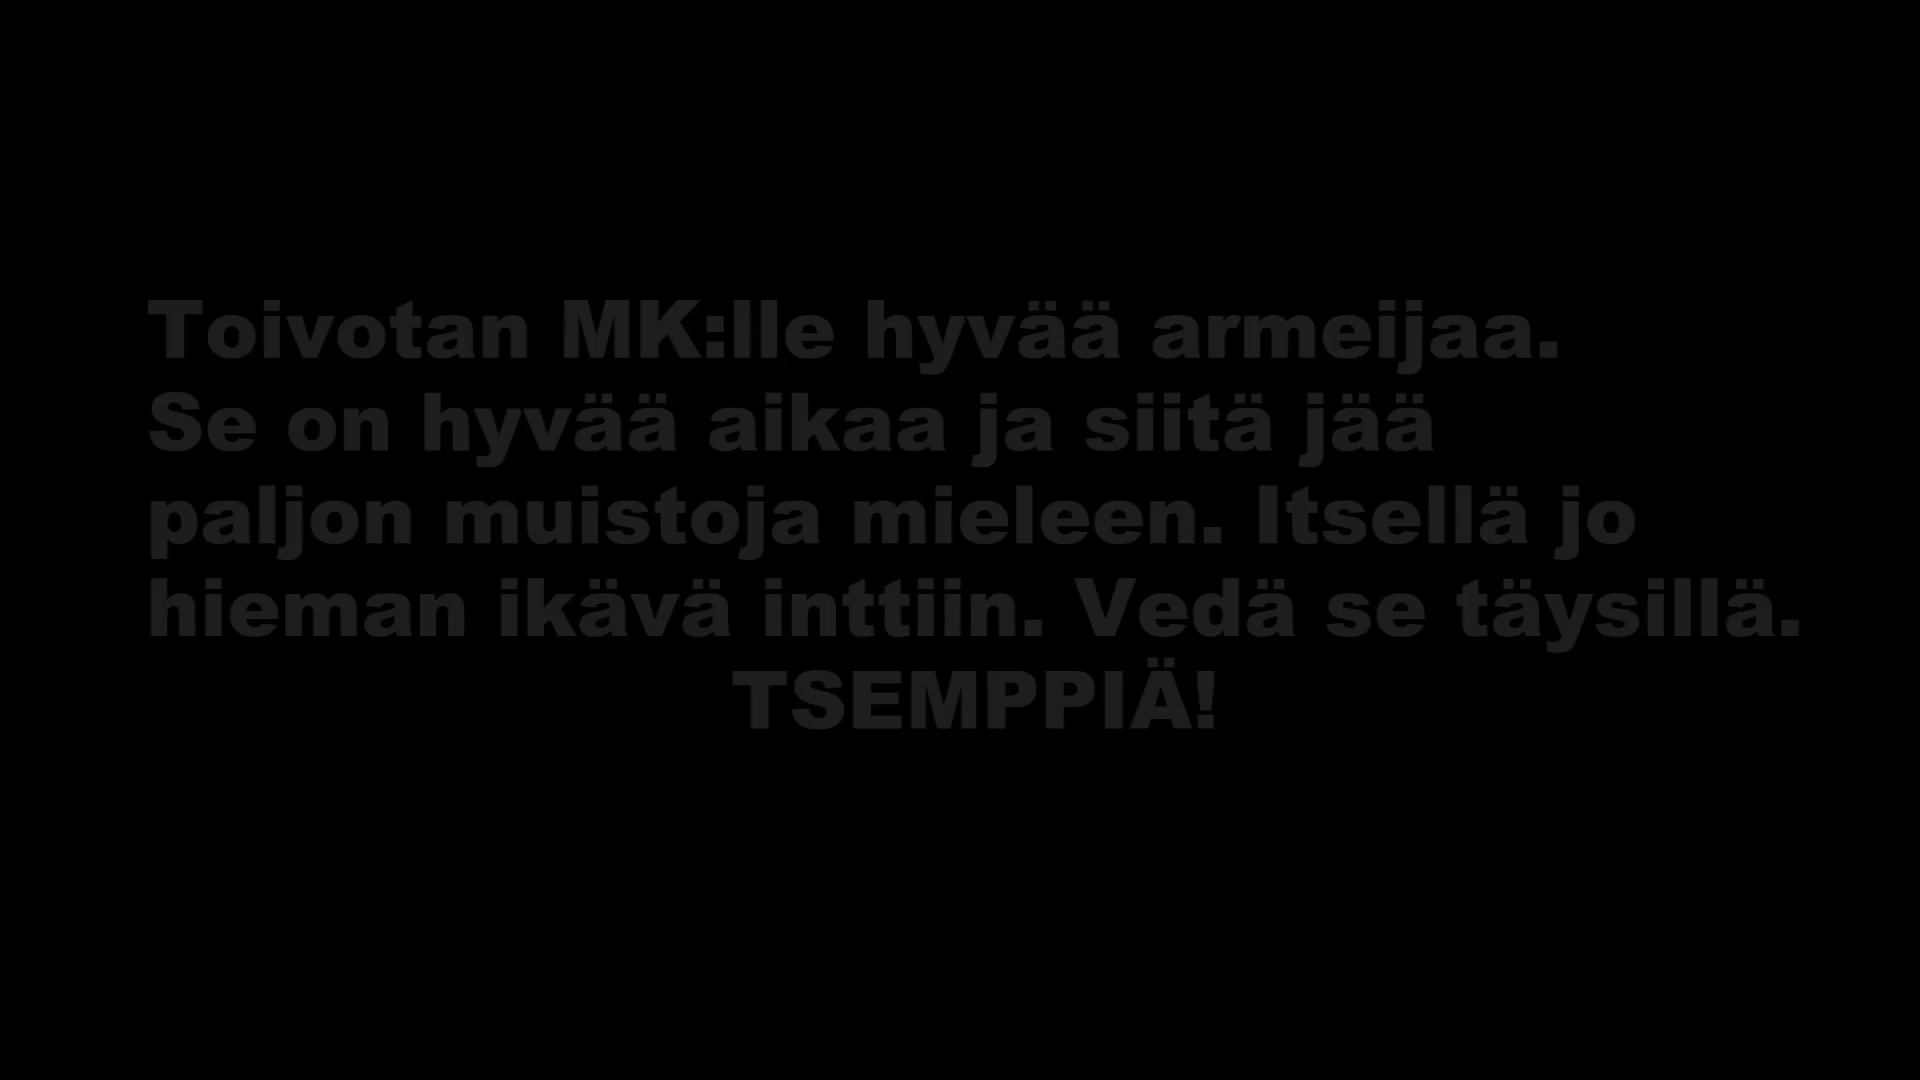 Toivotan MK:lle hyvää armeijaa.
Se on hyvää aikaa ja siitä jää
paljon muistoja mieleen. Itsellä jo
hieman ikävä inttiin. Vedä se täysillä.
TSEMPPIÄ!